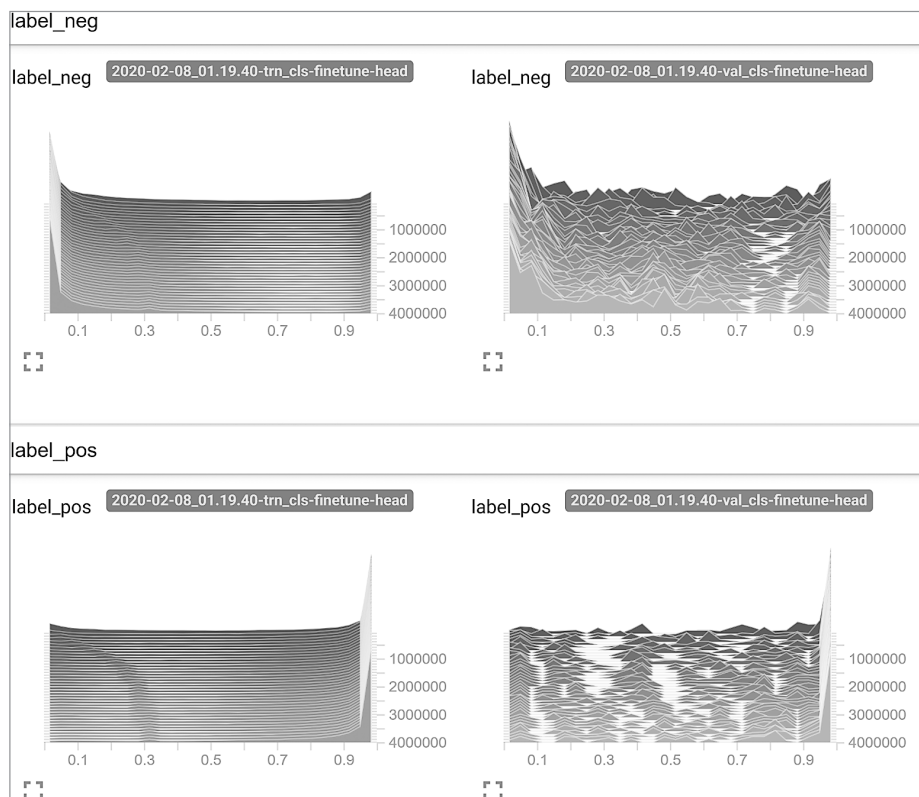 label_neg
label_neg 2020-02-08_01.19.40-trn_cls-finetune-head
1000000
2000000
3000000
4000000
0.1 0.3 0.5 0.7 0.9
label_neg 2020-02-08_01.19.40-val_cls-finetune-head
1000000
2000000
3000000
4000000
0.1 0.3 0.5 0.7 0.9
label_pos
label_pos 2020-02-08_01.19.40-trn_cls-finetune-head
1000000
2000000
3000000
4000000
0.1 0.3 0.5 0.7 0.9
label_pos 2020-02-08_01.19.40-val_cls-finetune-head
1000000
2000000
3000000
4000000
0.1 0.3 0.5 0.7 0.9